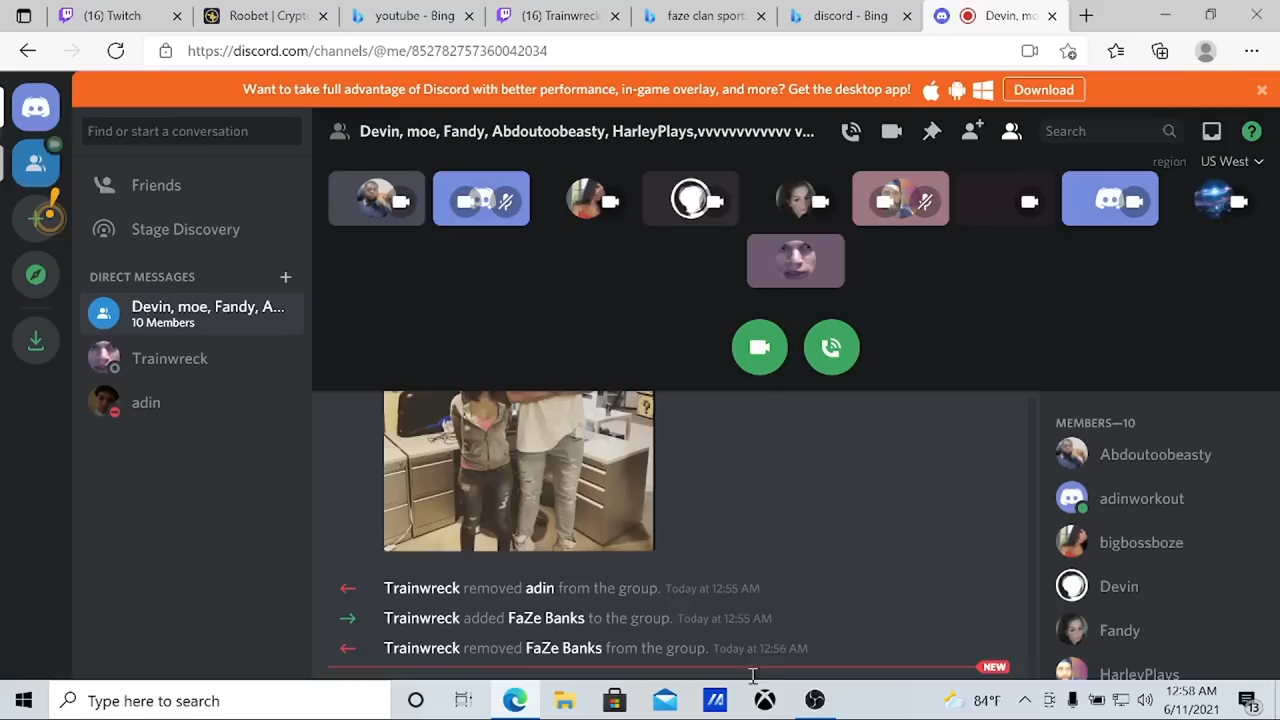 (16) Twitch
Roobet | Crypt
youtube - Bing
(16) Trainwreck
faze clan sport
discord - Bing
Devin, mo
https://discord.com/channels/@me/852782757360042034
Want to take full advantage of Discord with better performance, in-game overlay, and more? Get the desktop app!
Download
Find or start a conversation
Devin, moe, Fandy, Abdoutoobeasty, HarleyPlays,vvvvvvvvvvvv v...
Search
region US West
Friends
Stage Discovery
DIRECT MESSAGES
Devin, moe, Fandy, A...
10 Members
Trainwreck
adin
MEMBERS—10
Abdoutoobeasty
adinworkout
bigbossboze
Devin
Fandy
HarleyPlays
Trainwreck removed adin from the group. Today at 12:55 AM
Trainwreck added FaZe Banks to the group. Today at 12:55 AM
Trainwreck removed FaZe Banks from the group. Today at 12:56 AM
NEW
Type here to search
84°F
12:58 AM
6/11/2021
13